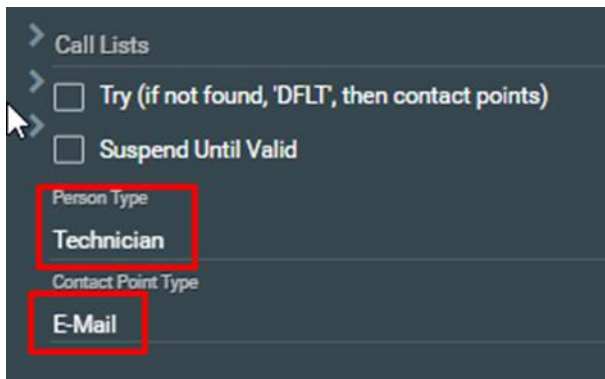 Call Lists
Try (if not found, 'DFLT', then contact points)
Suspend Until Valid
Person Type
Technician
Contact Point Type
E-Mail